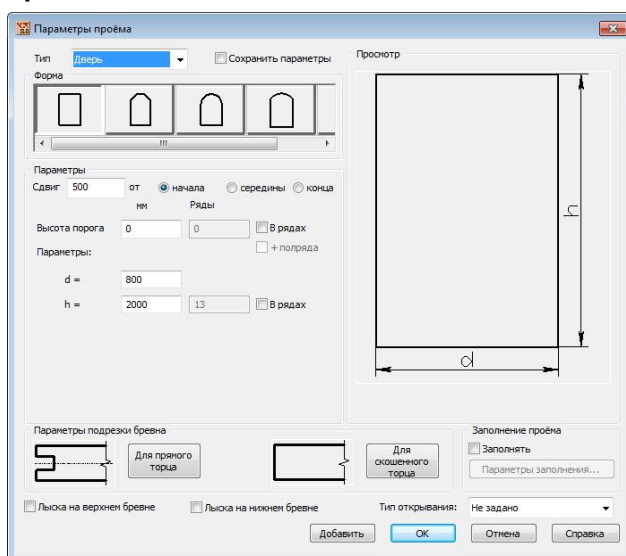 Параметры проёма
Тип Дверь Сохранить параметры Просмотр
Форма
Параметры
Сдвиг 500 от начала середины конца
мм Ряды
Высота порога 0 0 В рядах
Параметры: + полряда
d = 800
h = 2000 13 В рядах
h
d
Параметры подрезки бревна Заполнение проёма
Для прямого торца Для скошенного торца Заполнять
Параметры заполнения...
Лыска на верхнем бревне Лыска на нижнем бревне Тип открывания: Не задано
Добавить OK Отмена Справка